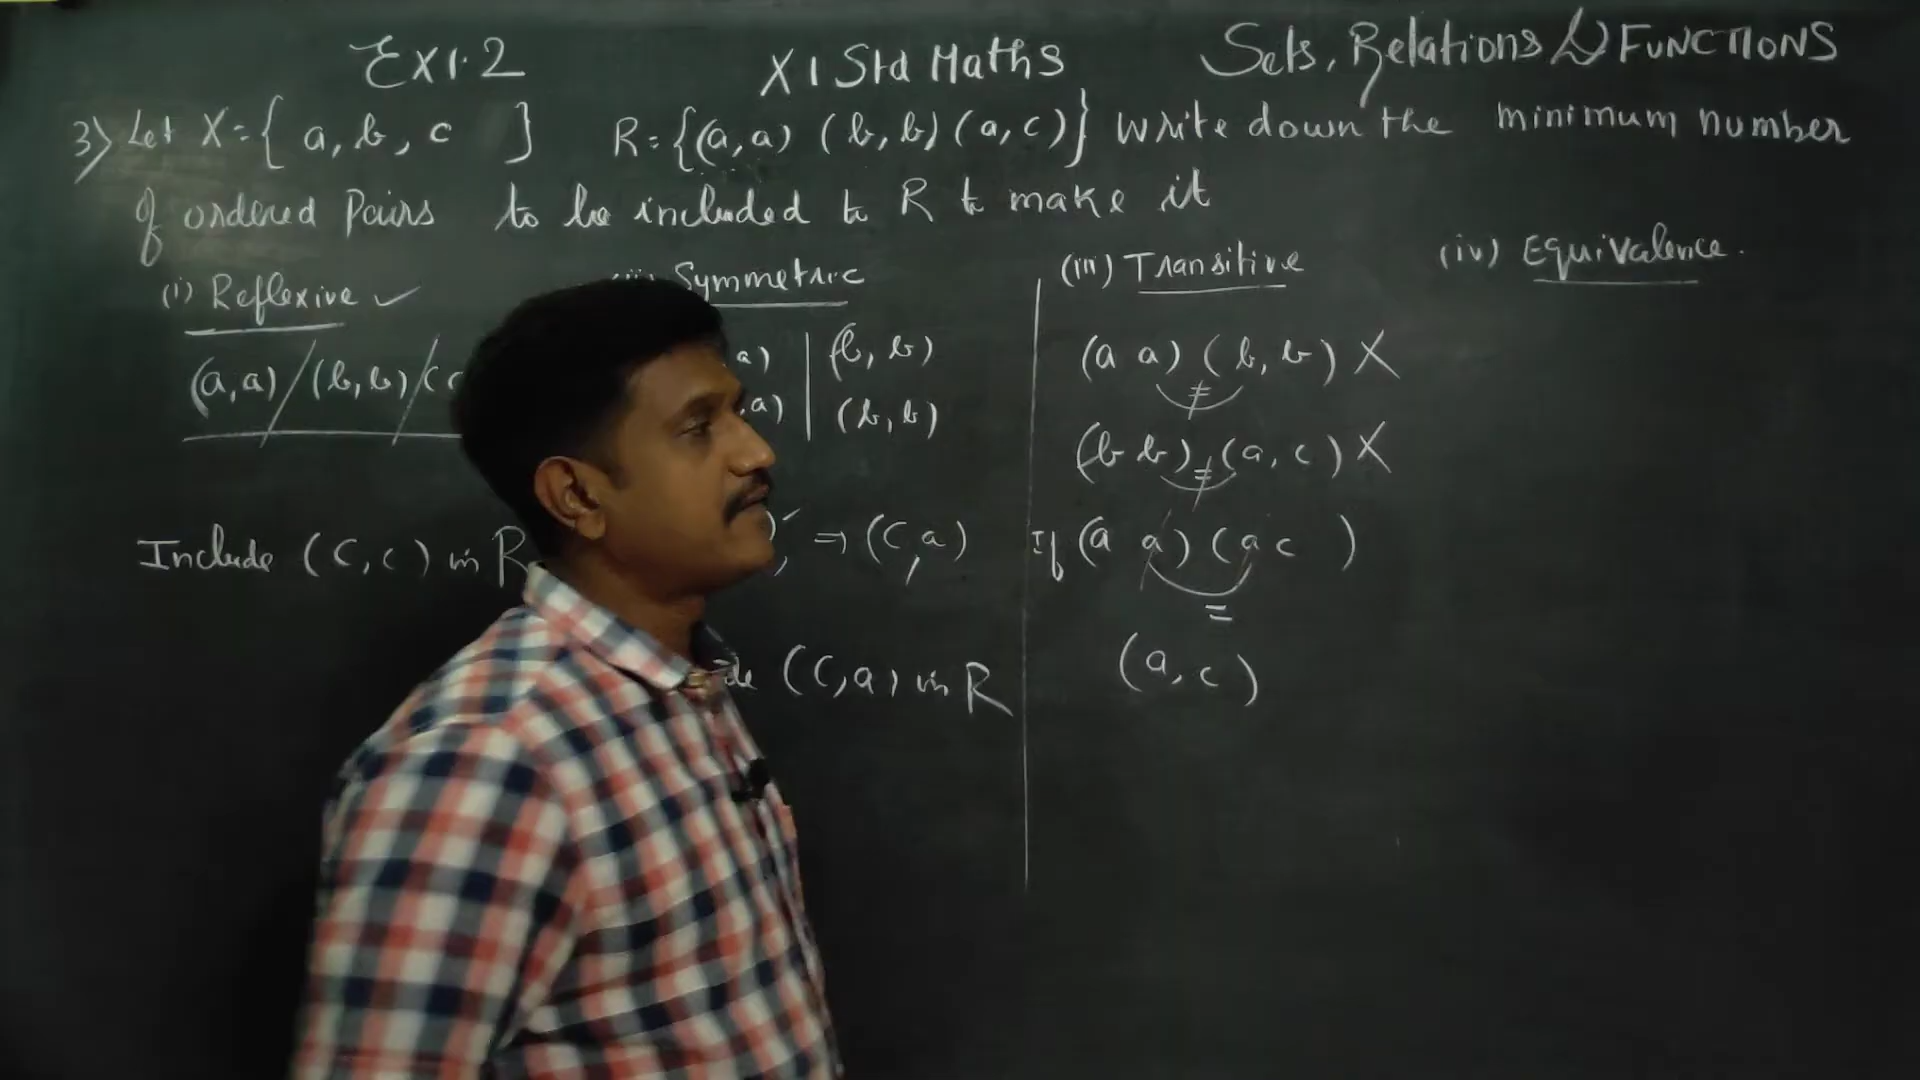 Ex 1.2 XI Std Maths Sets, Relations & FUNCTIONS
3) Let X = { a, b, c } R = {(a,a) (b,b) (a,c)} Write down the minimum number
of ordered Pairs to be included to R to make it
(i) Reflexive ✓ Symmetric (iii) Transitive (iv) Equivalence.
(a,a) / (b,b) / (b, b) (a a) (b, b) X
(b, b) (b b) (a, c) X
≠
≠
Include (C, c) in R ⇒ (C, a) If (a a) (a c )
=
(C, a) in R (a, c)